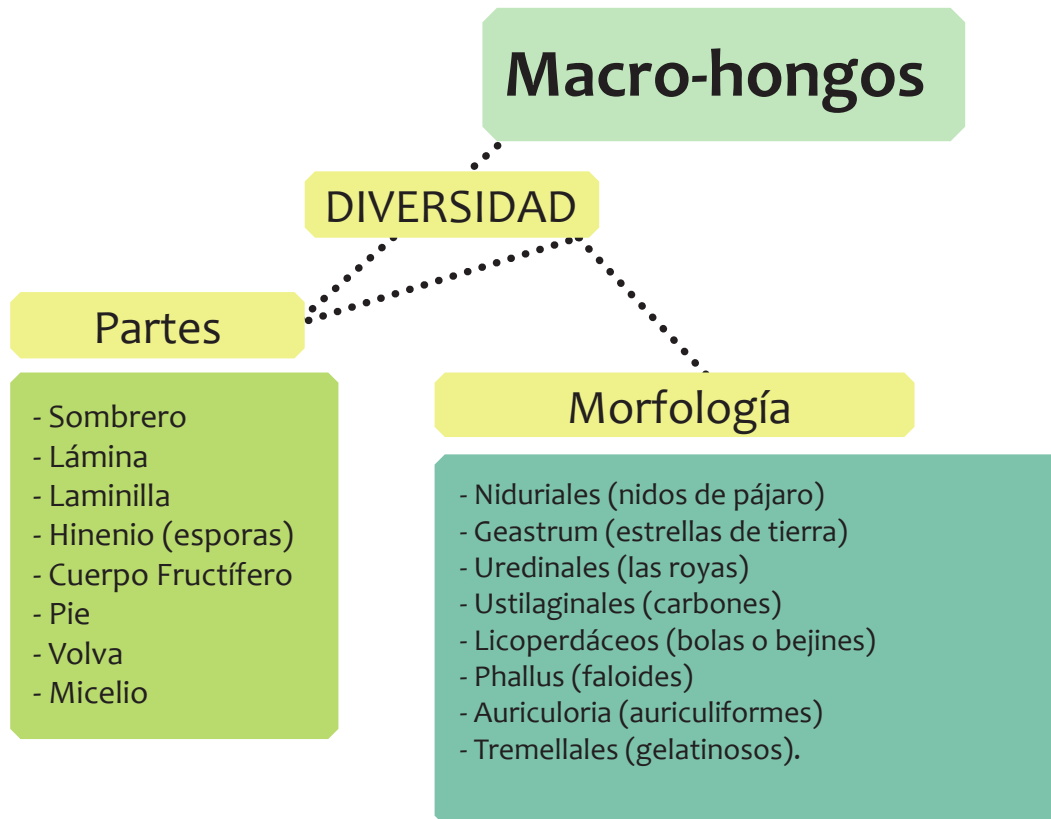 Macro-hongos
DIVERSIDAD
Partes
- Sombrero
- Lámina
- Laminilla
- Hinenio (esporas)
- Cuerpo Fructífero
- Pie
- Volva
- Micelio
Morfología
- Niduriales (nidos de pájaro)
- Geastrum (estrellas de tierra)
- Uredinales (las royas)
- Ustilaginales (carbones)
- Licoperdáceos (bolas o bejines)
- Phallus (faloides)
- Auriculoria (auriculiformes)
- Tremellales (gelatinosos).